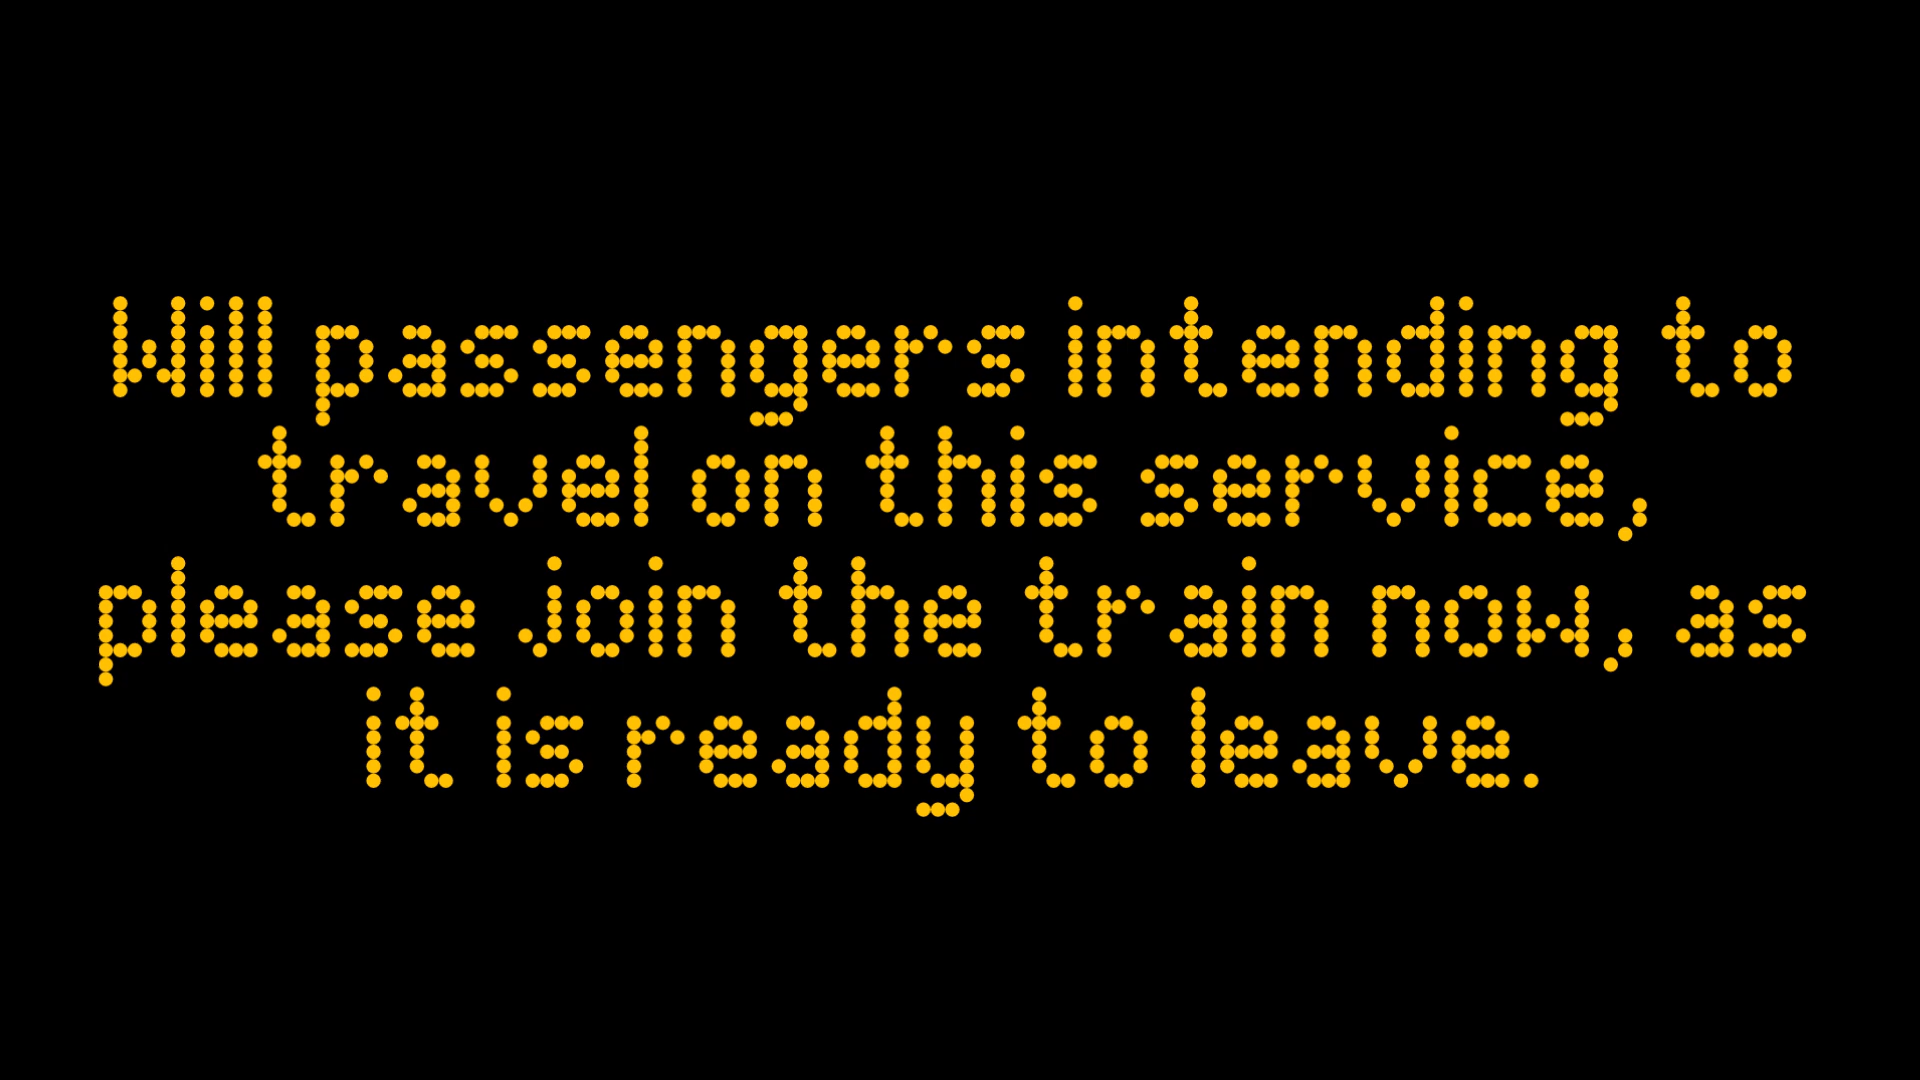 Will passengers intending to
travel on this service,
please join the train now, as
it is ready to leave.